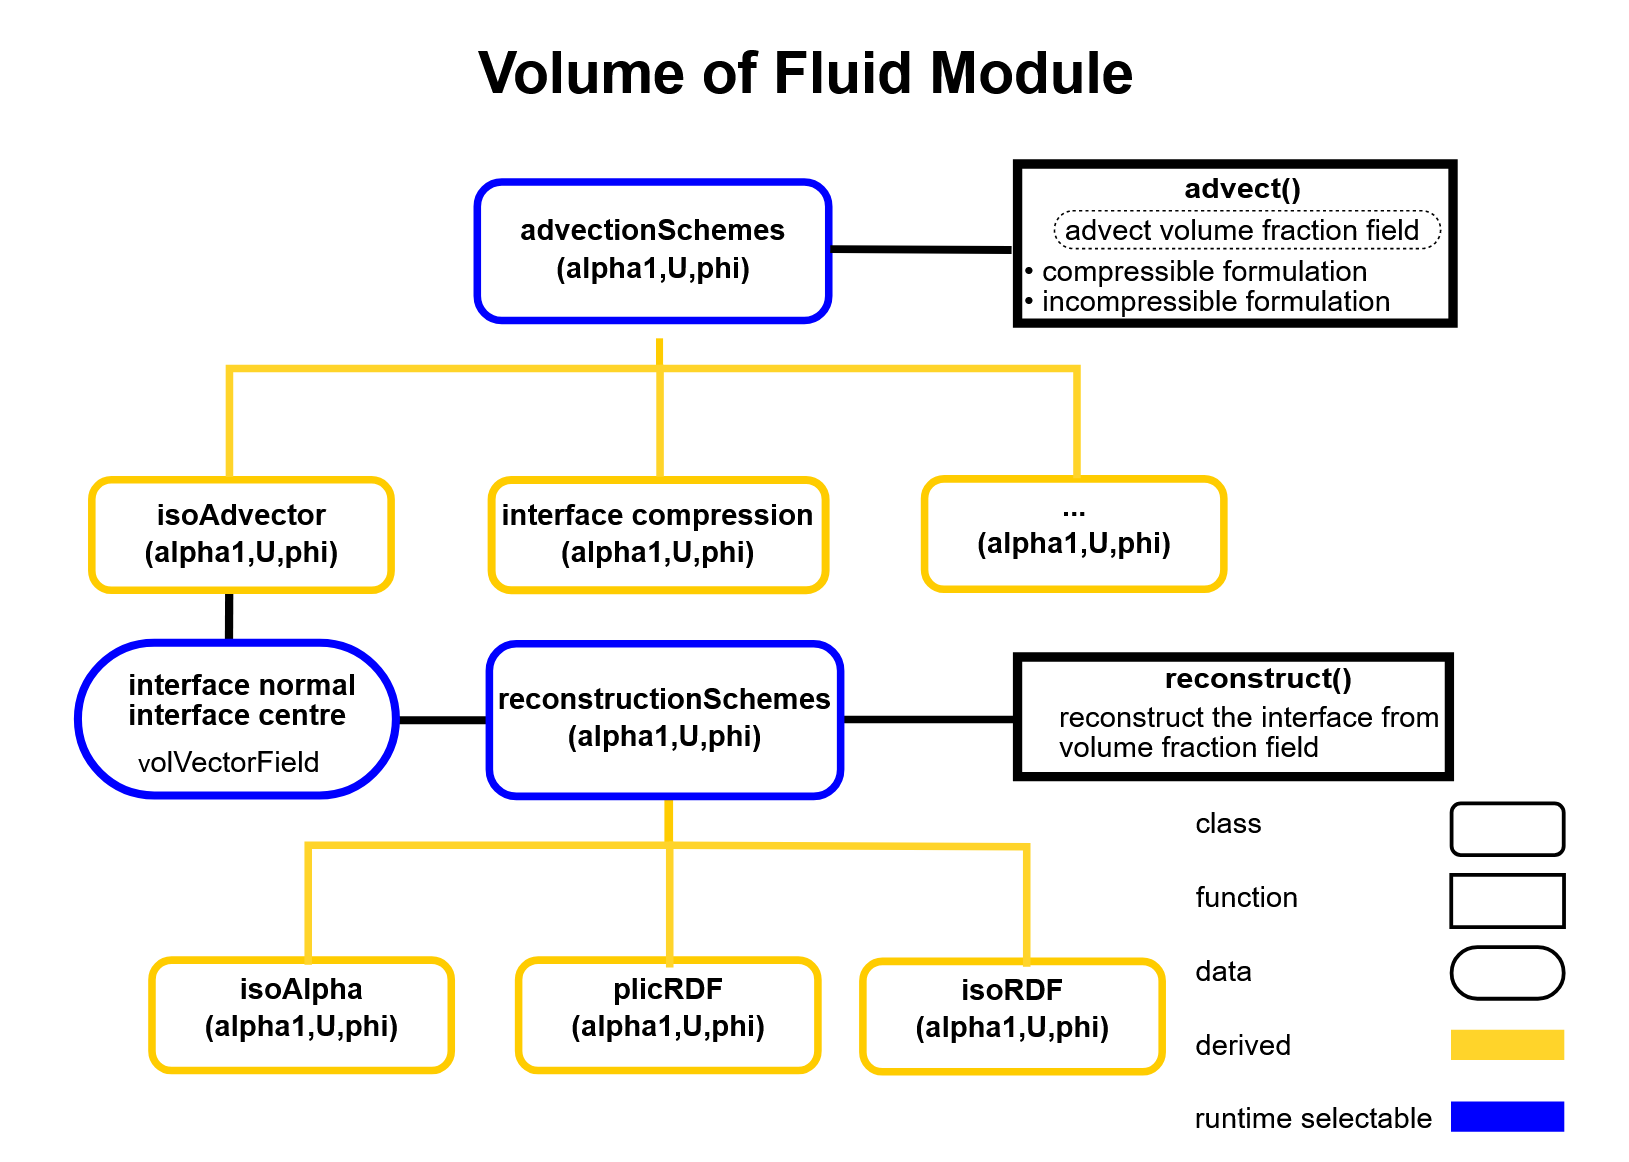 Volume of Fluid Module
advectionSchemes
(alpha1,U,phi)
advect()
advect volume fraction field
• compressible formulation
• incompressible formulation
isoAdvector
(alpha1,U,phi)
interface compression
(alpha1,U,phi)
...
(alpha1,U,phi)
interface normal
interface centre
volVectorField
reconstructionSchemes
(alpha1,U,phi)
reconstruct()
reconstruct the interface from
volume fraction field
isoAlpha
(alpha1,U,phi)
plicRDF
(alpha1,U,phi)
isoRDF
(alpha1,U,phi)
class
function
data
derived
runtime selectable